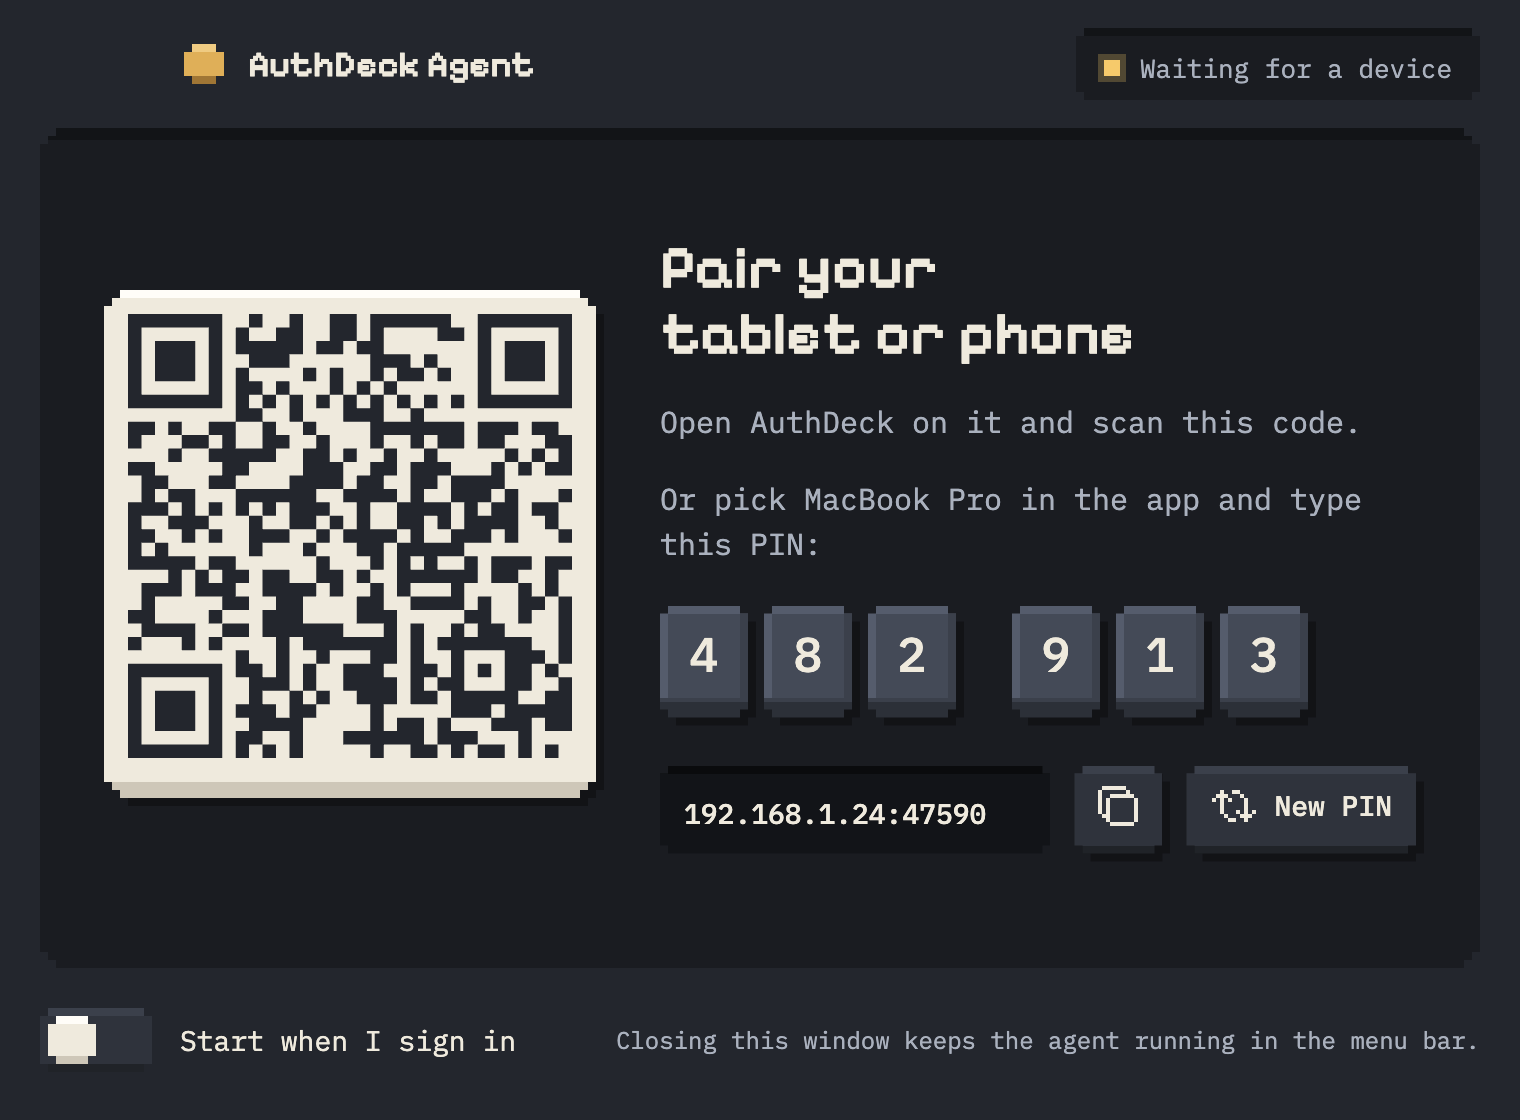 AuthDeck Agent
Waiting for a device
Pair your
tablet or phone
Open AuthDeck on it and scan this code.
Or pick MacBook Pro in the app and type
this PIN:
4 8 2 9 1 3
192.168.1.24:47590
New PIN
Start when I sign in
Closing this window keeps the agent running in the menu bar.